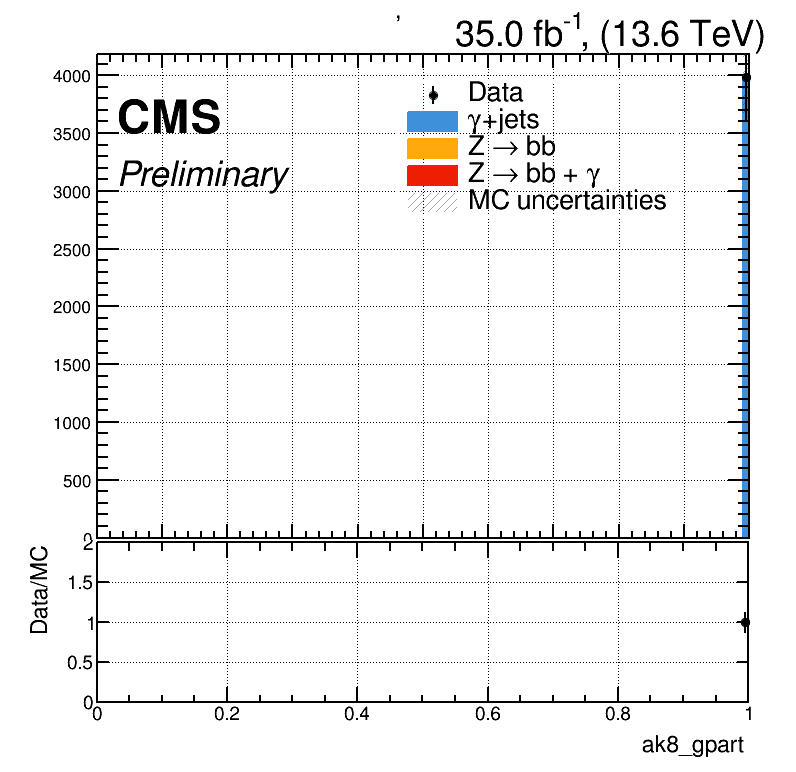 ,
35.0 fb-1, (13.6 TeV)
CMS
Preliminary
Data
γ+jets
Z → bb
Z → bb + γ
MC uncertainties
4000
3500
3000
2500
2000
1500
1000
500
0
Data/MC
2
1.5
1
0.5
0
0 0.2 0.4 0.6 0.8 1
ak8_gpart